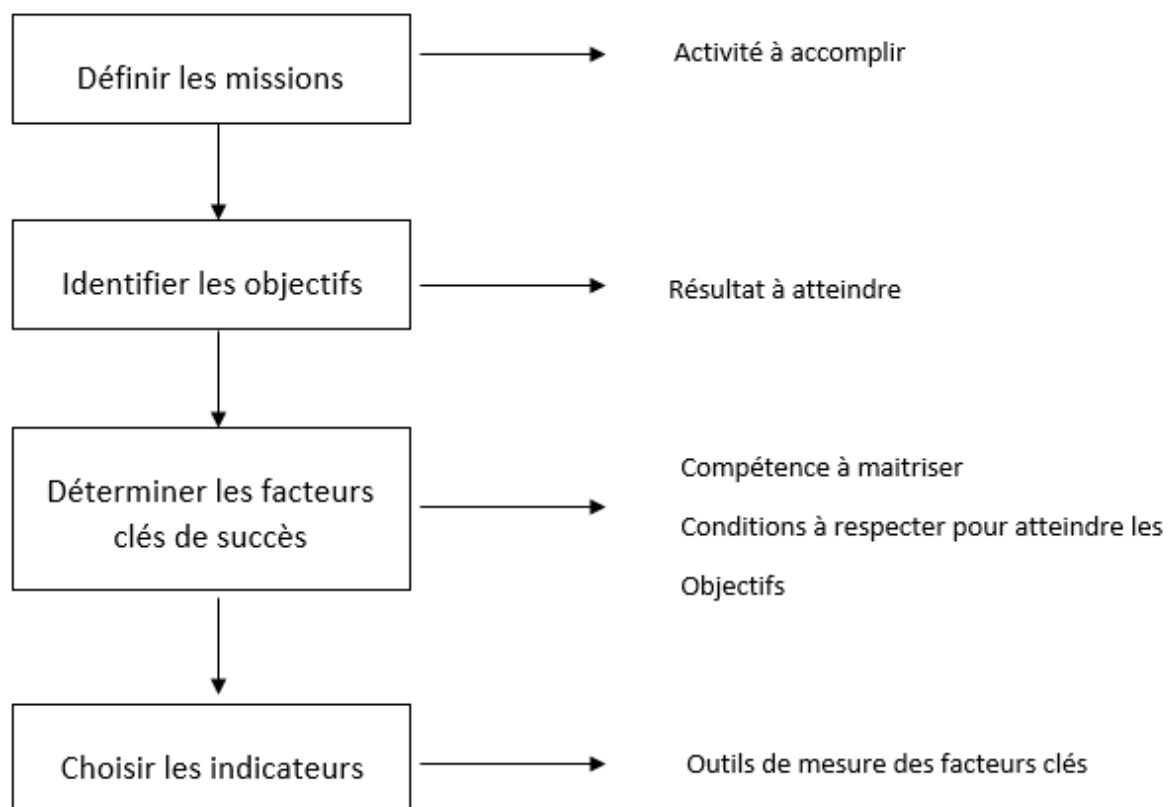 Définir les missions
Activité à accomplir
Identifier les objectifs
Résultat à atteindre
Déterminer les facteurs
clés de succès
Compétence à maitriser
Conditions à respecter pour atteindre les
Objectifs
Choisir les indicateurs
Outils de mesure des facteurs clés